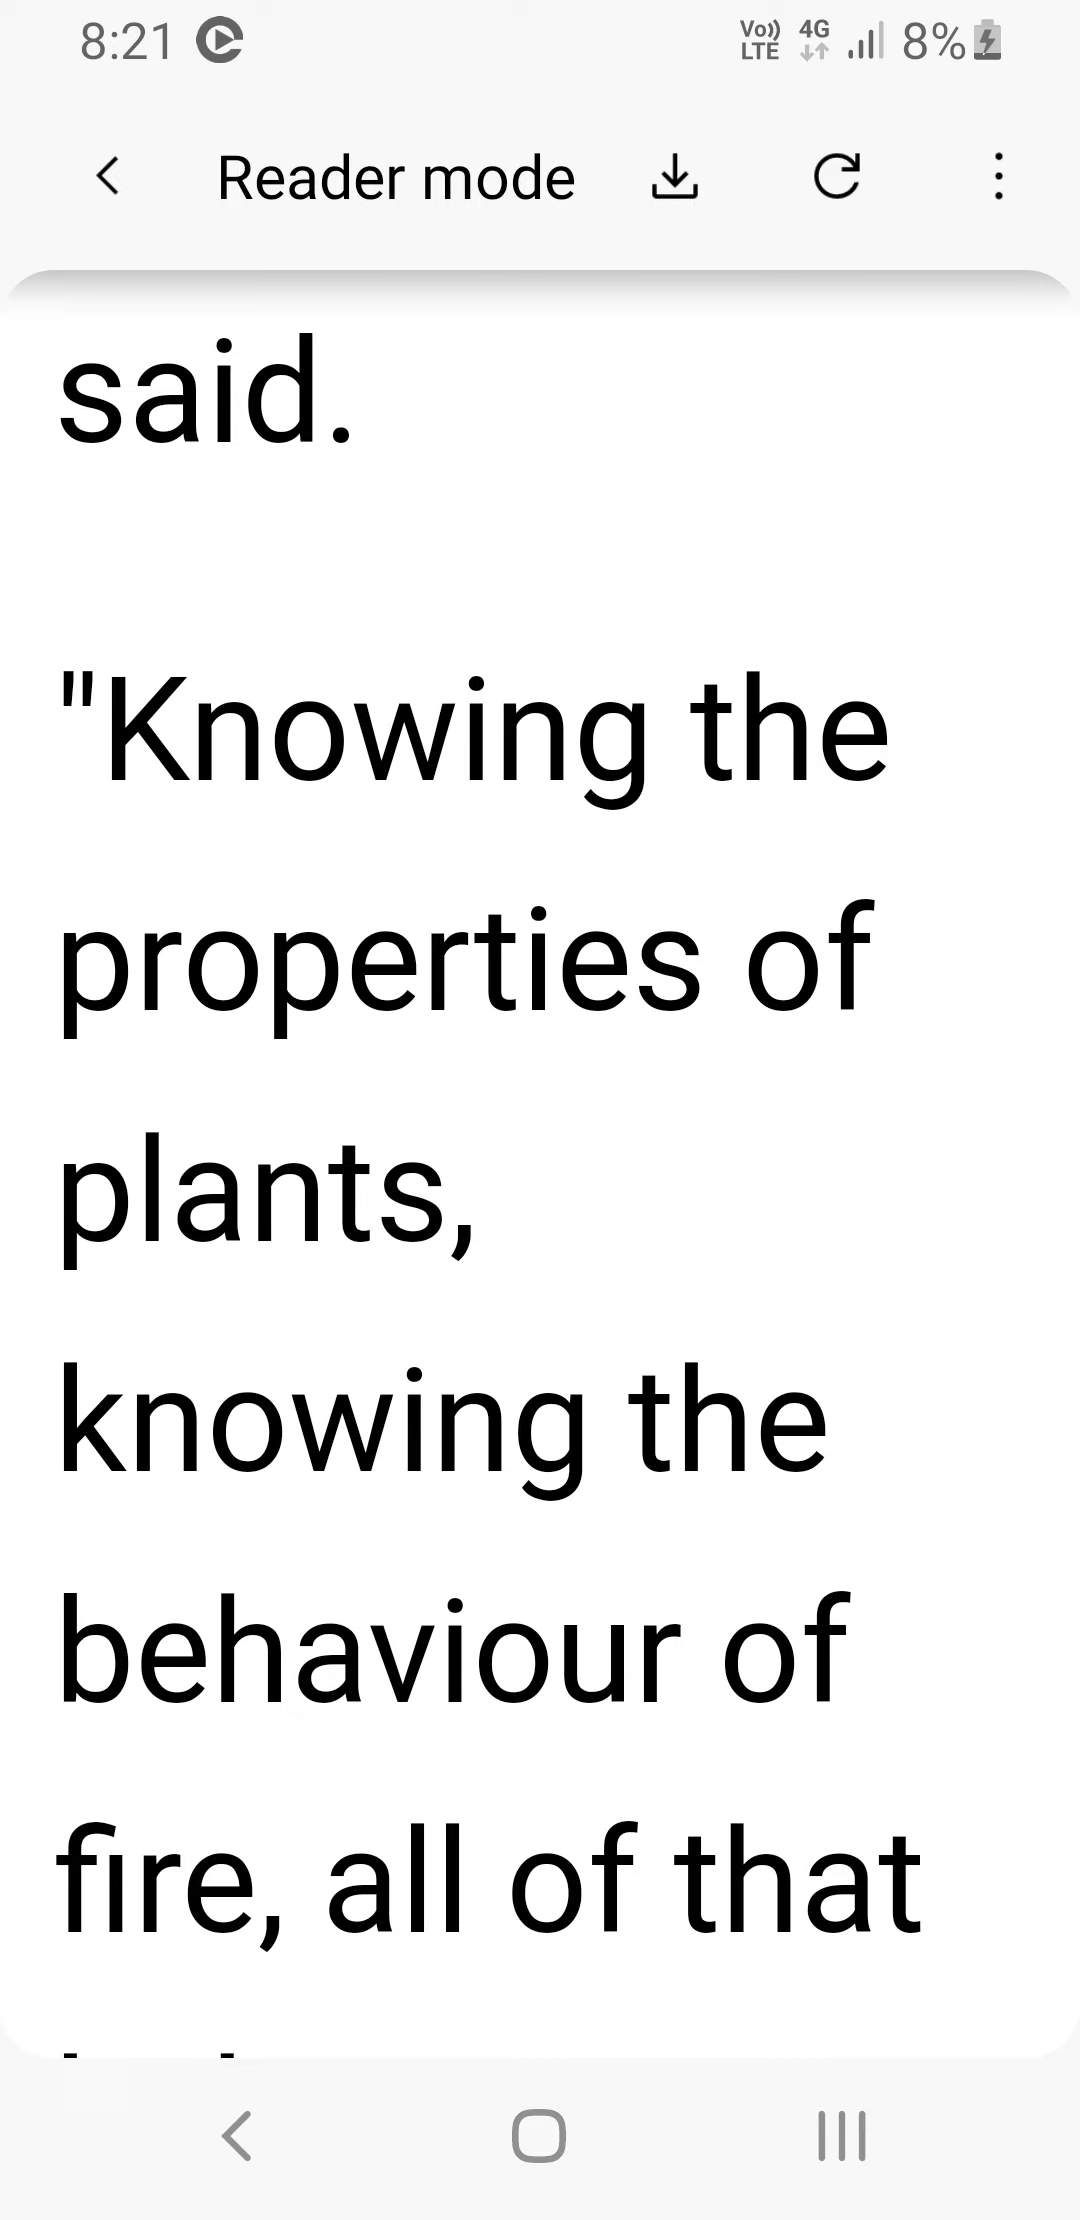 8:21 Vo)) LTE 4G 8%
Reader mode
said.
"Knowing the
properties of
plants,
knowing the
behaviour of
fire, all of that